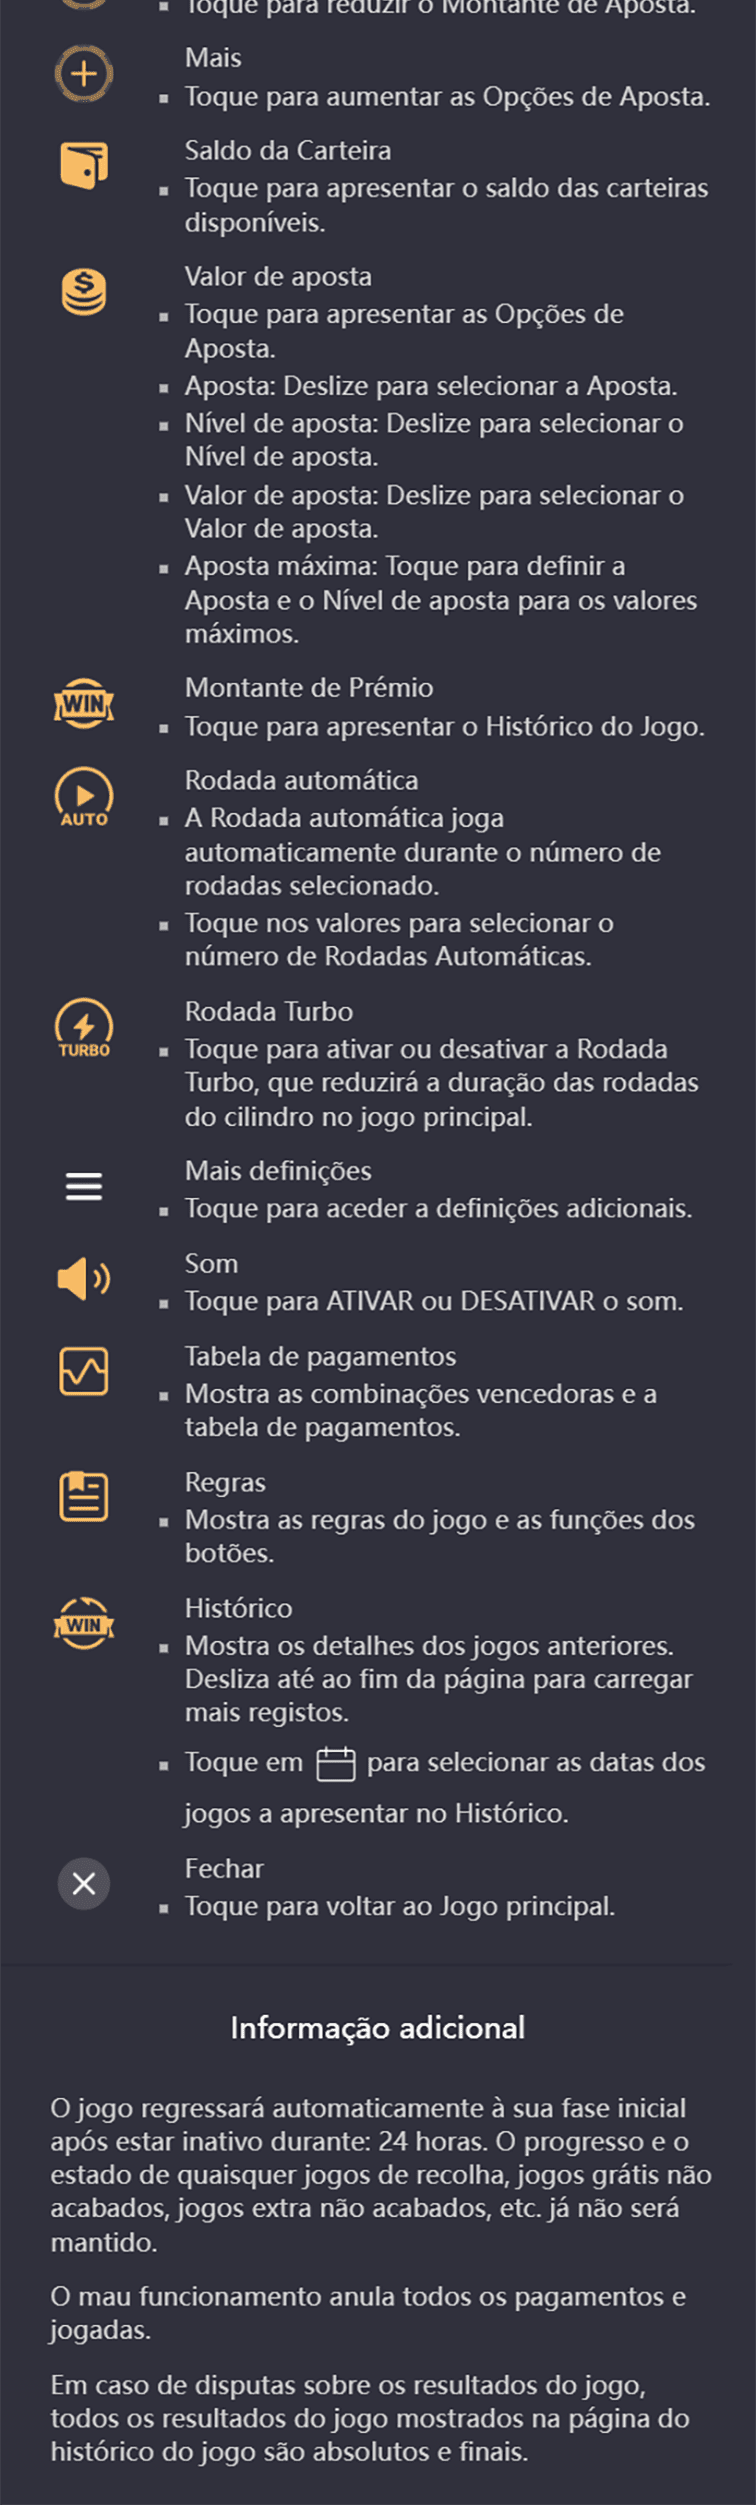 Toque para reduzir o Montante de Aposta.
Mais
Toque para aumentar as Opções de Aposta.
Saldo da Carteira
Toque para apresentar o saldo das carteiras
disponíveis.
Valor de aposta
Toque para apresentar as Opções de
Aposta.
Aposta: Deslize para selecionar a Aposta.
Nível de aposta: Deslize para selecionar o
Nível de aposta.
Valor de aposta: Deslize para selecionar o
Valor de aposta.
Aposta máxima: Toque para definir a
Aposta e o Nível de aposta para os valores
máximos.
WIN
Montante de Prémio
Toque para apresentar o Histórico do Jogo.
AUTO
Rodada automática
A Rodada automática joga
automaticamente durante o número de
rodadas selecionado.
Toque nos valores para selecionar o
número de Rodadas Automáticas.
TURBO
Rodada Turbo
Toque para ativar ou desativar a Rodada
Turbo, que reduzirá a duração das rodadas
do cilindro no jogo principal.
Mais definições
Toque para aceder a definições adicionais.
Som
Toque para ATIVAR ou DESATIVAR o som.
Tabela de pagamentos
Mostra as combinações vencedoras e a
tabela de pagamentos.
Regras
Mostra as regras do jogo e as funções dos
botões.
WIN
Histórico
Mostra os detalhes dos jogos anteriores.
Desliza até ao fim da página para carregar
mais registos.
Toque em para selecionar as datas dos
jogos a apresentar no Histórico.
Fechar
Toque para voltar ao Jogo principal.
Informação adicional
O jogo regressará automaticamente à sua fase inicial
após estar inativo durante: 24 horas. O progresso e o
estado de quaisquer jogos de recolha, jogos grátis não
acabados, jogos extra não acabados, etc. já não será
mantido.
O mau funcionamento anula todos os pagamentos e
jogadas.
Em caso de disputas sobre os resultados do jogo,
todos os resultados do jogo mostrados na página do
histórico do jogo são absolutos e finais.